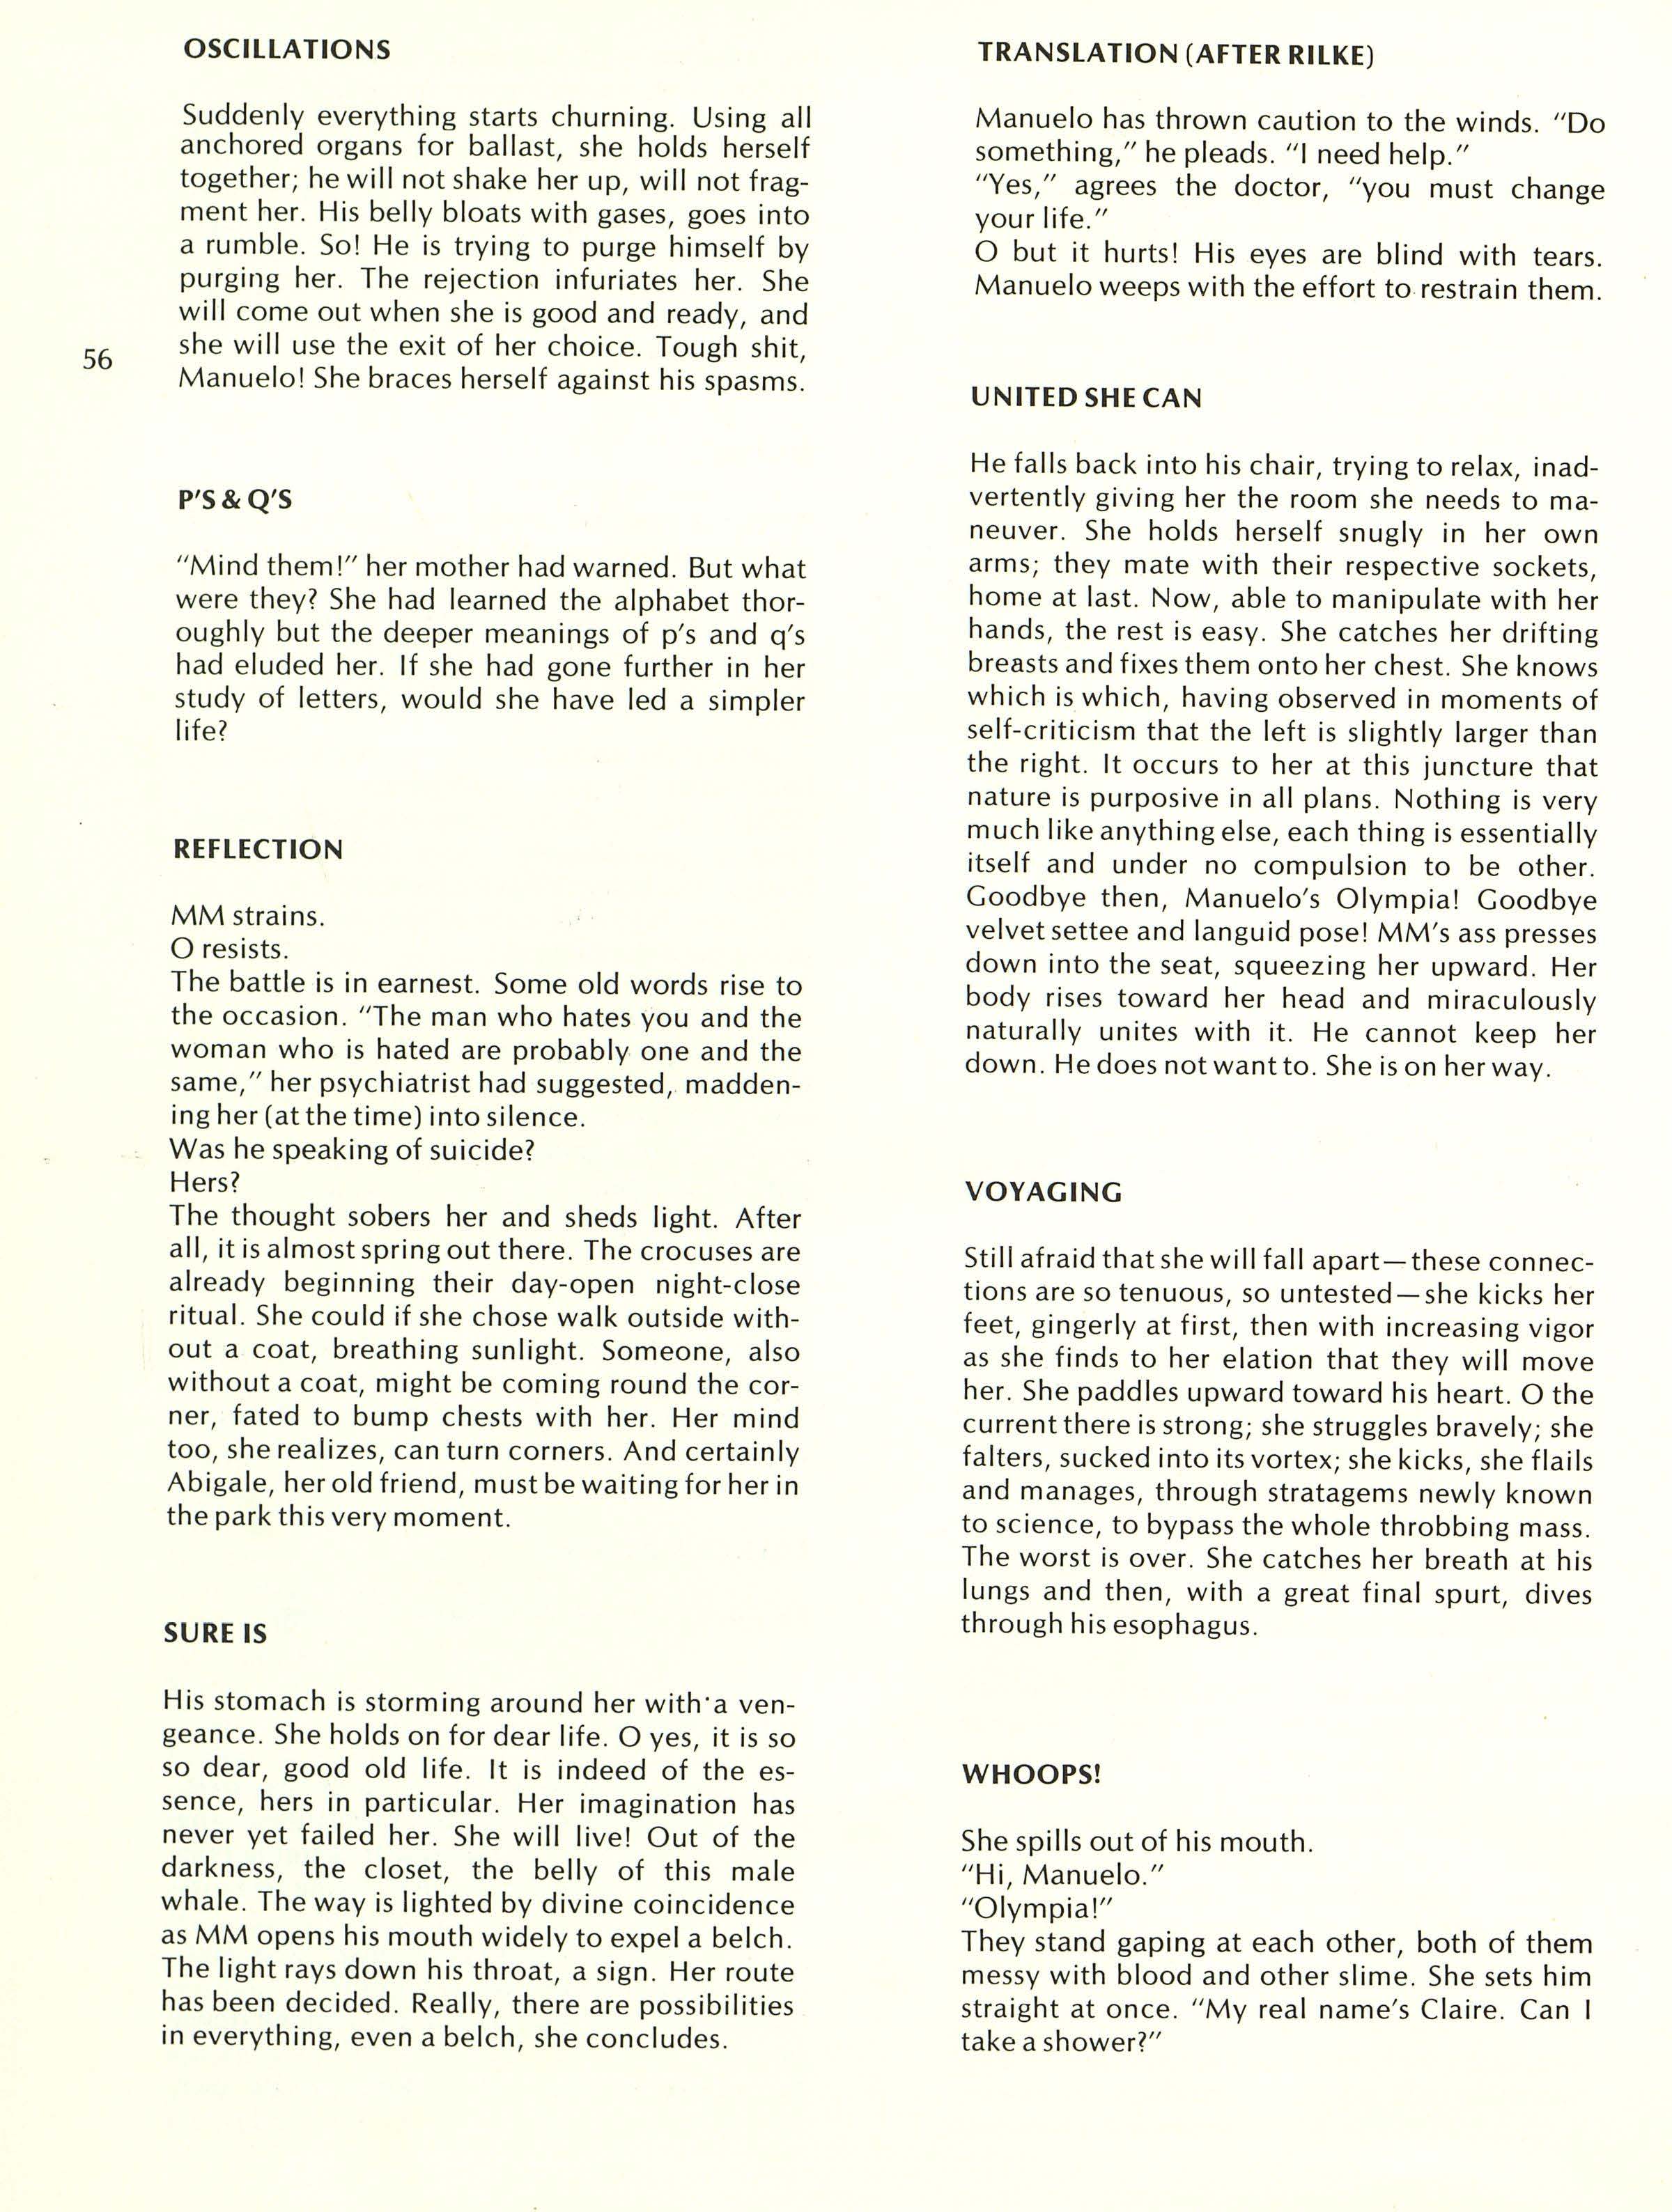 OSCILLATIONS
Suddenly everything starts churning. Using all
anchored organs for ballast, she holds herself
together; he will not shake her up, will not frag-
ment her. His belly bloats with gases, goes into
a rumble. So! He is trying to purge himself by
purging her. The rejection infuriates her. She
will come out when she is good and ready, and
she will use the exit of her choice. Tough shit,
Manuelo! She braces herself against his spasms.
56
P'S & Q'S
"Mind them!" her mother had warned. But what
were they? She had learned the alphabet thor-
oughly but the deeper meanings of p's and q's
had eluded her. If she had gone further in her
study of letters, would she have led a simpler
life?
REFLECTION
MM strains.
O resists.
The battle is in earnest. Some old words rise to
the occasion. "The man who hates you and the
woman who is hated are probably one and the
same," her psychiatrist had suggested, madden-
ing her (at the time) into silence.
Was he speaking of suicide?
Hers?
The thought sobers her and sheds light. After
all, it is almost spring out there. The crocuses are
already beginning their day-open night-close
ritual. She could if she chose walk outside with-
out a coat, breathing sunlight. Someone, also
without a coat, might be coming round the cor-
ner, fated to bump chests with her. Her mind
too, she realizes, can turn corners. And certainly
Abigale, her old friend, must be waiting for her in
the park this very moment.
SURE IS
His stomach is storming around her with a ven-
geance. She holds on for dear life. O yes, it is so
so dear, good old life. It is indeed of the es-
sence, hers in particular. Her imagination has
never yet failed her. She will live! Out of the
darkness, the closet, the belly of this male
whale. The way is lighted by divine coincidence
as MM opens his mouth widely to expel a belch.
The light rays down his throat, a sign. Her route
has been decided. Really, there are possibilities
in everything, even a belch, she concludes.
TRANSLATION (AFTER RILKE)
Manuelo has thrown caution to the winds. "Do
something," he pleads. "I need help."
"Yes," agrees the doctor, "you must change
your life."
O but it hurts! His eyes are blind with tears.
Manuelo weeps with the effort to restrain them.
UNITED SHE CAN
He falls back into his chair, trying to relax, inad-
vertently giving her the room she needs to ma-
neuver. She holds herself snugly in her own
arms; they mate with their respective sockets,
home at last. Now, able to manipulate with her
hands, the rest is easy. She catches her drifting
breasts and fixes them onto her chest. She knows
which is which, having observed in moments of
self-criticism that the left is slightly larger than
the right. It occurs to her at this juncture that
nature is purposive in all plans. Nothing is very
much like anything else, each thing is essentially
itself and under no compulsion to be other.
Goodbye then, Manuelo's Olympia! Goodbye
velvet settee and languid pose! MM's ass presses
down into the seat, squeezing her upward. Her
body rises toward her head and miraculously
naturally unites with it. He cannot keep her
down. He does not want to. She is on her way.
VOYAGING
Still afraid that she will fall apart—these connec-
tions are so tenuous, so untested—she kicks her
feet, gingerly at first, then with increasing vigor
as she finds to her elation that they will move
her. She paddles upward toward his heart. O the
current there is strong; she struggles bravely; she
falters, sucked into its vortex; she kicks, she flails
and manages, through stratagems newly known
to science, to bypass the whole throbbing mass.
The worst is over. She catches her breath at his
lungs and then, with a great final spurt, dives
through his esophagus.
WHOOPS!
She spills out of his mouth.
"Hi, Manuelo."
"Olympia!"
They stand gaping at each other, both of them
messy with blood and other slime. She sets him
straight at once. "My real name's Claire. Can I
take a shower?"